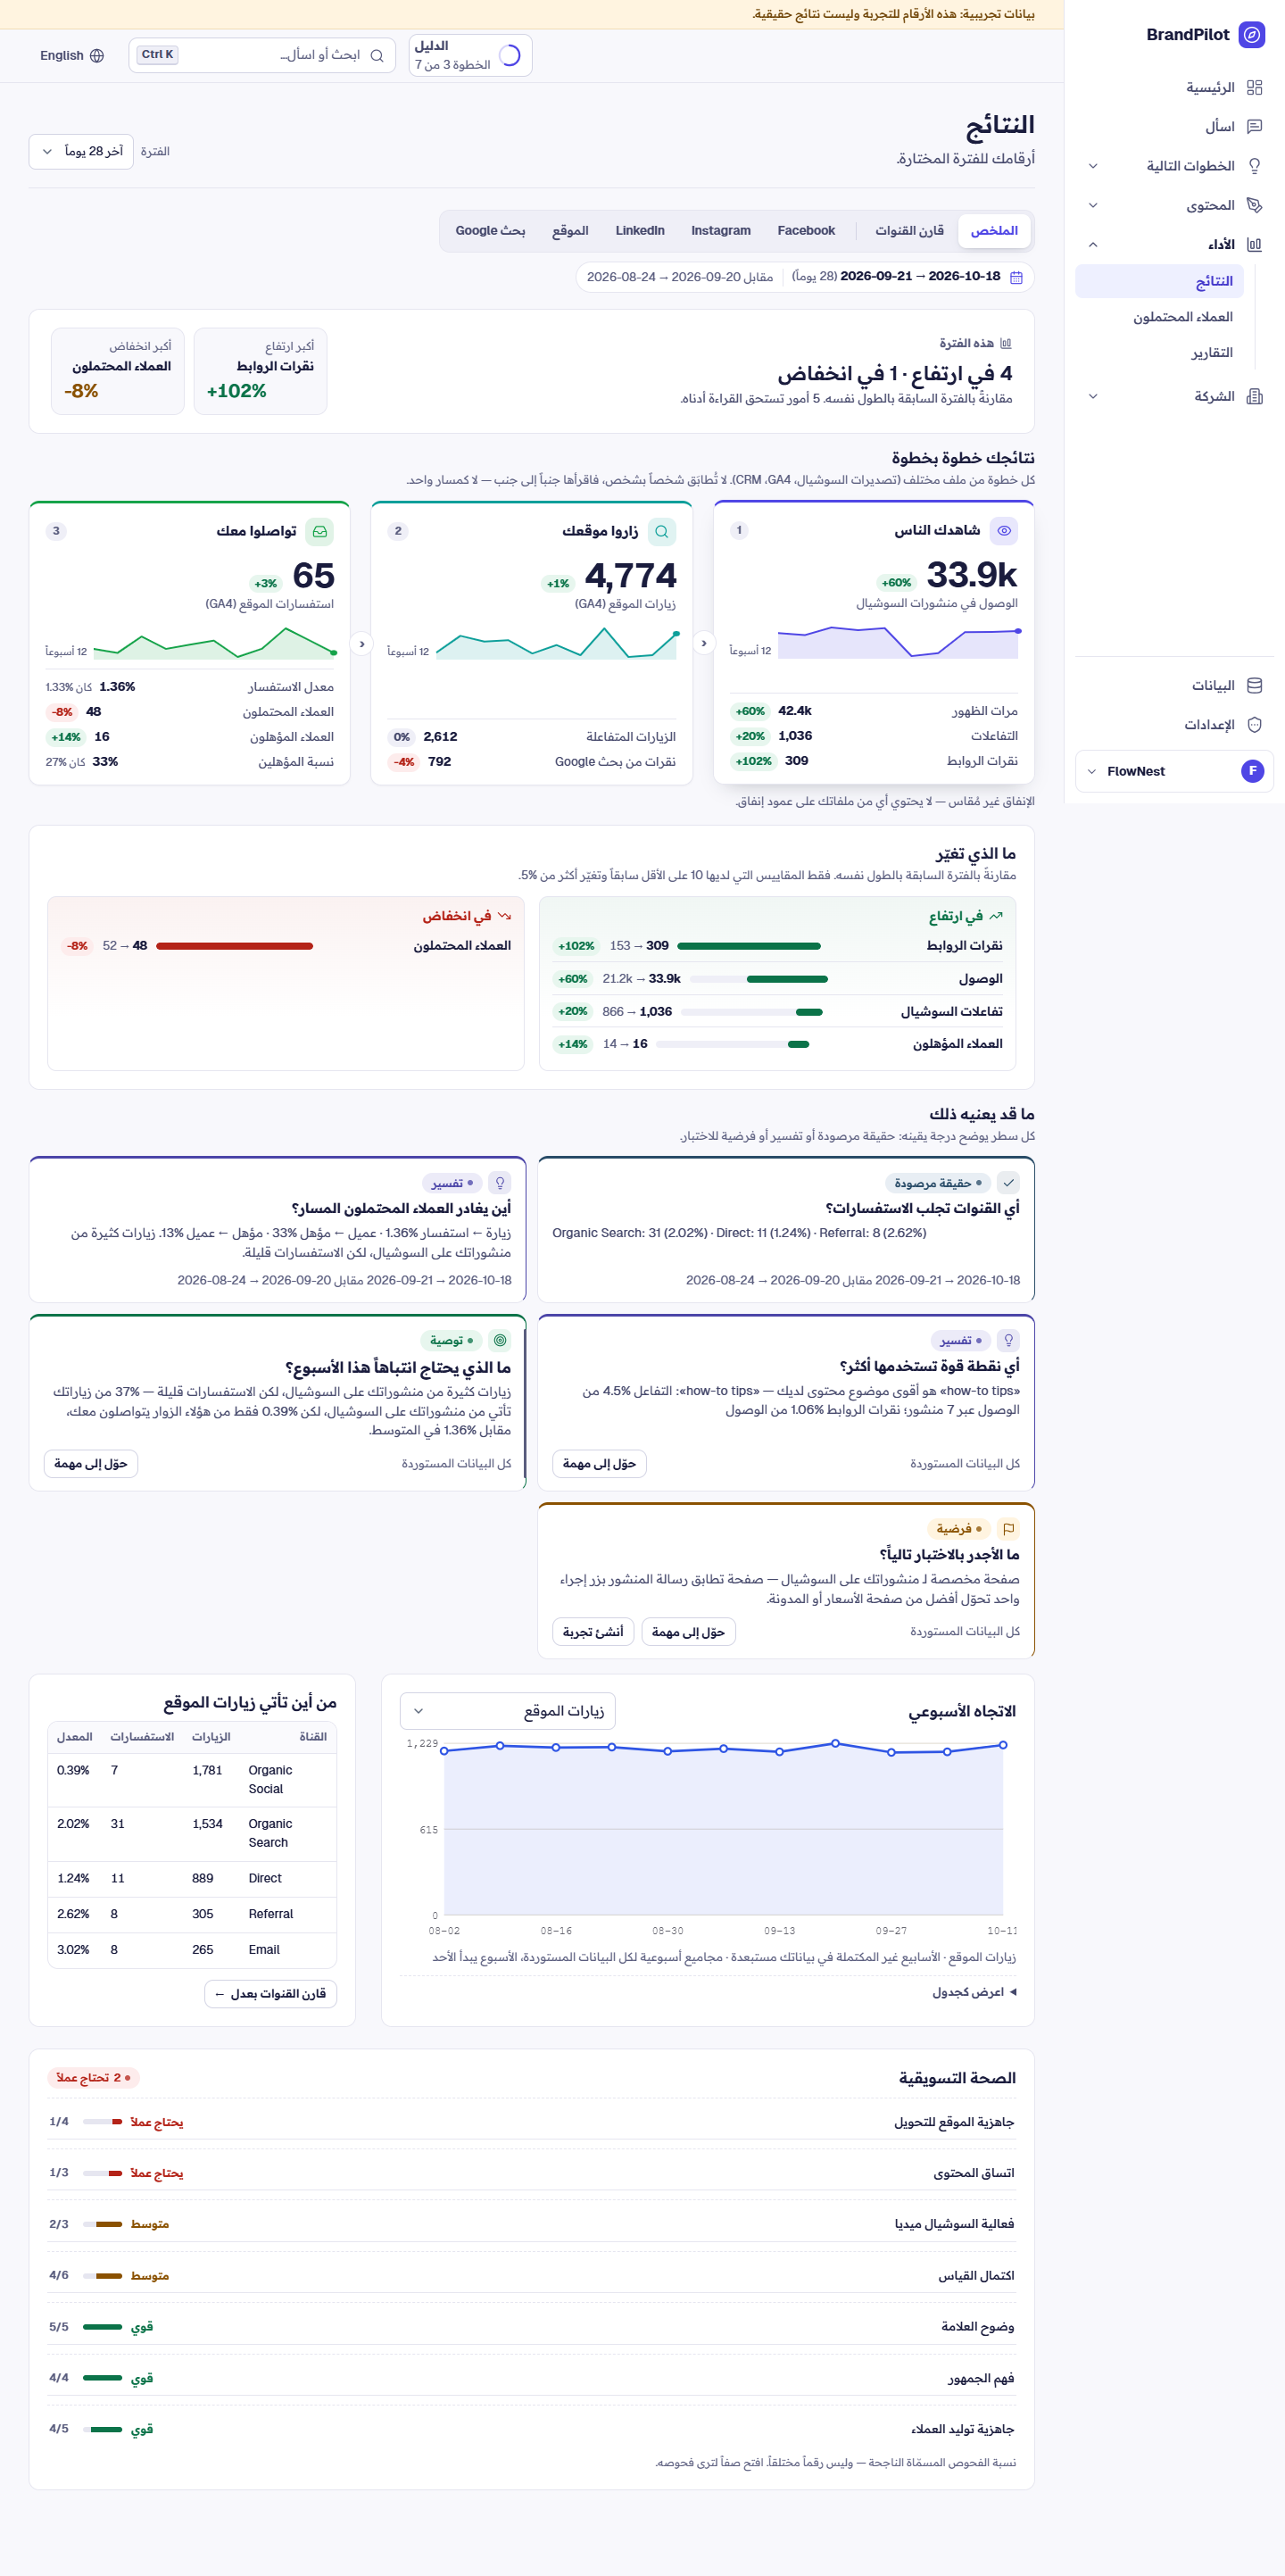 بيانات تجريبية: هذه الأرقام للتجربة وليست نتائج حقيقية.
BrandPilot
الرئيسية
اسأل
الخطوات التالية
المحتوى
الأداء
النتائج
العملاء المحتملون
التقارير
الشركة
البيانات
الإعدادات
F FlowNest
الدليل
الخطوة 3 من 7
ابحث أو اسأل... Ctrl K
English
النتائج
أرقامك للفترة المختارة.
الفترة آخر 28 يوماً
الملخص قارن القنوات Facebook Instagram LinkedIn الموقع بحث Google
2026-09-21 → 2026-10-18 (28 يوماً) مقابل 2026-08-24 → 2026-09-20
هذه الفترة
4 في ارتفاع · 1 في انخفاض
مقارنةً بالفترة السابقة بالطول نفسه. 5 أمور تستحق القراءة أدناه.
أكبر ارتفاع
نقرات الروابط
+102%
أكبر انخفاض
العملاء المحتملون
-8%
نتائجك خطوة بخطوة
كل خطوة من ملف مختلف (تصديرات السوشيال، GA4، CRM). لا تُطابَق شخصاً بشخص، فاقرأها جنباً إلى جنب — لا كمسار واحد.
شاهدك الناس 1
33.9k +60%
الوصول في منشورات السوشيال
12 أسبوعاً
مرات الظهور 42.4k +60%
التفاعلات 1,036 +20%
نقرات الروابط 309 +102%
زاروا موقعك 2
4,774 +1%
زيارات الموقع (GA4)
12 أسبوعاً
الزيارات المتفاعلة 2,612 0%
نقرات من بحث Google 792 -4%
تواصلوا معك 3
65 +3%
استفسارات الموقع (GA4)
12 أسبوعاً
معدل الاستفسار 1.36% كان 1.33%
العملاء المحتملون 48 -8%
العملاء المؤهلون 16 +14%
نسبة المؤهلين 33% كان 27%
الإنفاق غير مُقاس — لا يحتوي أي من ملفاتك على عمود إنفاق.
ما الذي تغيّر
مقارنةً بالفترة السابقة بالطول نفسه. فقط المقاييس التي لديها 10 على الأقل سابقاً وتغيّر أكثر من 5%.
في ارتفاع
نقرات الروابط 153 → 309 +102%
الوصول 21.2k → 33.9k +60%
تفاعلات السوشيال 866 → 1,036 +20%
العملاء المؤهلون 14 → 16 +14%
في انخفاض
العملاء المحتملون 52 → 48 -8%
ما قد يعنيه ذلك
كل سطر يوضح درجة يقينه: حقيقة مرصودة أو تفسير أو فرضية للاختبار.
حقيقة مرصودة
أي القنوات تجلب الاستفسارات؟
Organic Search: 31 (2.02%) · Direct: 11 (1.24%) · Referral: 8 (2.62%)
2026-09-21 → 2026-10-18 مقابل 2026-08-24 → 2026-09-20
تفسير
أين يغادر العملاء المحتملون المسار؟
زيارة ← استفسار 1.36% · عميل ← مؤهل 33% · مؤهل ← عميل 13%. زيارات كثيرة من
منشوراتك على السوشيال، لكن الاستفسارات قليلة.
2026-09-21 → 2026-10-18 مقابل 2026-08-24 → 2026-09-20
تفسير
أي نقطة قوة تستخدمها أكثر؟
«how-to tips» هو أقوى موضوع محتوى لديك — «how-to tips»: التفاعل 4.5% من
الوصول عبر 7 منشور؛ نقرات الروابط 1.06% من الوصول
كل البيانات المستوردة حوّل إلى مهمة
توصية
ما الذي يحتاج انتباهاً هذا الأسبوع؟
زيارات كثيرة من منشوراتك على السوشيال، لكن الاستفسارات قليلة — 37% من زياراتك
تأتي من منشوراتك على السوشيال، لكن 0.39% فقط من هؤلاء الزوار يتواصلون معك،
مقابل 1.36% في المتوسط.
كل البيانات المستوردة حوّل إلى مهمة
فرضية
ما الأجدر بالاختبار تالياً؟
صفحة مخصصة لـ منشوراتك على السوشيال — صفحة تطابق رسالة المنشور بزر إجراء
واحد تحوّل أفضل من صفحة الأسعار أو المدونة.
كل البيانات المستوردة حوّل إلى مهمة أنشئ تجربة
الاتجاه الأسبوعي زيارات الموقع
1,229
615
0
08-02 08-16 08-30 09-13 09-27 10-11
زيارات الموقع · الأسابيع غير المكتملة في بياناتك مستبعدة · مجاميع أسبوعية لكل البيانات المستوردة، الأسبوع يبدأ الأحد
اعرض كجدول
من أين تأتي زيارات الموقع
القناة الزيارات الاستفسارات المعدل
Organic Social 1,781 7 0.39%
Organic Search 1,534 31 2.02%
Direct 889 11 1.24%
Referral 305 8 2.62%
Email 265 8 3.02%
قارن القنوات بعدل ←
الصحة التسويقية 2 تحتاج عملاً
جاهزية الموقع للتحويل يحتاج عملاً 1/4
اتساق المحتوى يحتاج عملاً 1/3
فعالية السوشيال ميديا متوسط 2/3
اكتمال القياس متوسط 4/6
وضوح العلامة قوي 5/5
فهم الجمهور قوي 4/4
جاهزية توليد العملاء قوي 4/5
نسبة الفحوص المسمّاة الناجحة — وليس رقماً مختلقاً. افتح صفاً لترى فحوصه.